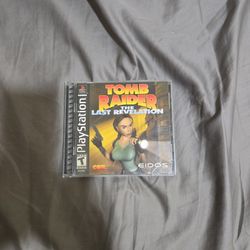 PlayStation
TOMB
RAIDER
THE
LAST REVELATION
EIDOS